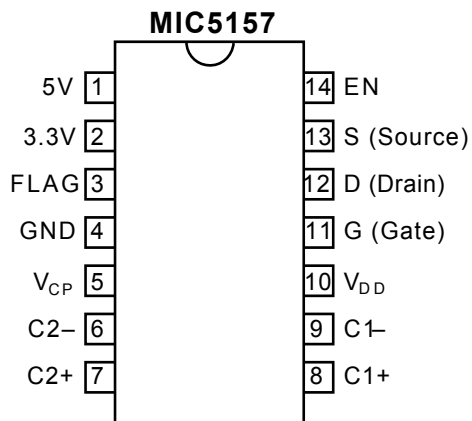 MIC5157
5V 1 14 EN
3.3V 2 13 S (Source)
FLAG 3 12 D (Drain)
GND 4 11 G (Gate)
VCP 5 10 VDD
C2– 6 9 C1–
C2+ 7 8 C1+